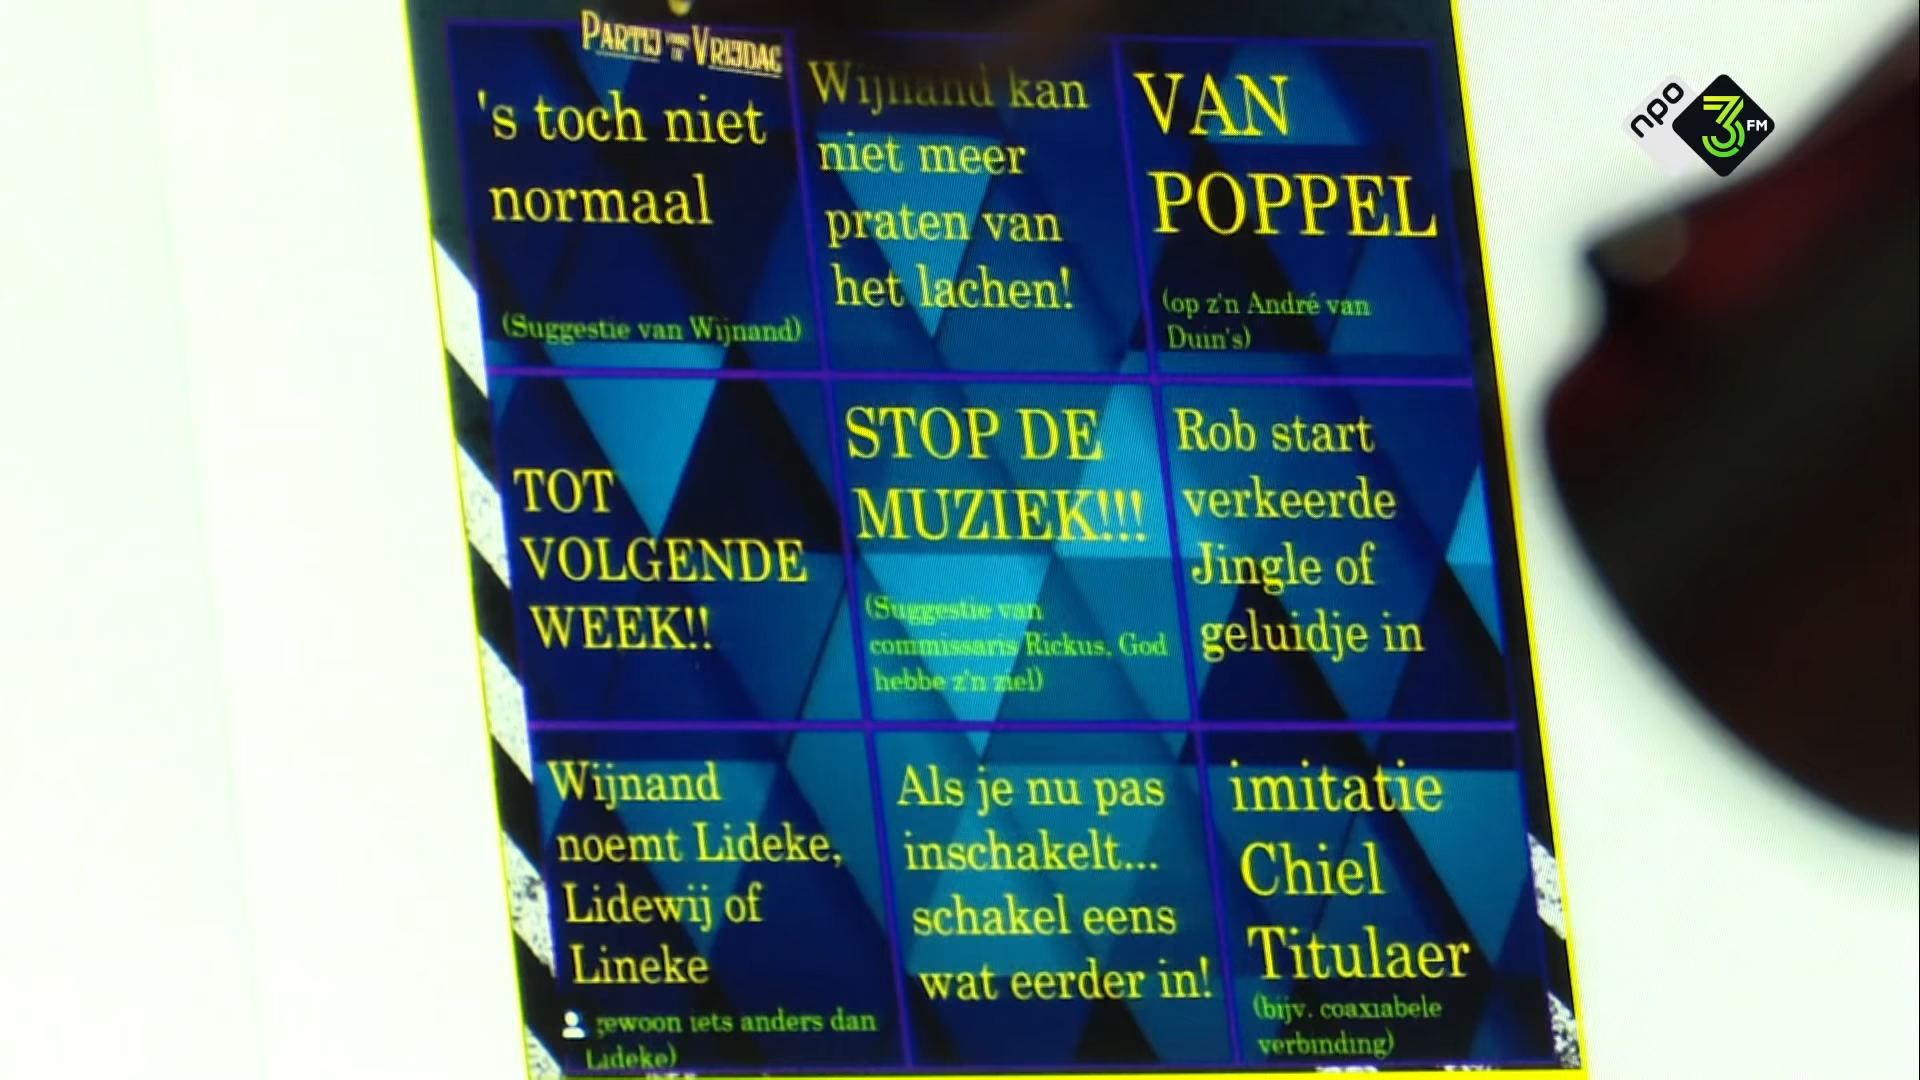 PARTIJ VOOR DE VRIJDAG
's toch niet
normaal
(Suggestie van Wijnand)
Wijnand kan
niet meer
praten van
het lachen!
VAN
POPPEL
(op z'n André van
Duin's)
TOT
VOLGENDE
WEEK!!
STOP DE
MUZIEK!!!
(Suggestie van
commissaris Rickus, God
hebbe z'n ziel)
Rob start
verkeerde
Jingle of
geluidje in
Wijnand
noemt Lideke,
Lidewij of
Lineke
gewoon iets anders dan
Lideke)
Als je nu pas
inschakelt...
schakel eens
wat eerder in!
imitatie
Chiel
Titulaer
(bijv. coaxiabele
verbinding)
npo
3FM